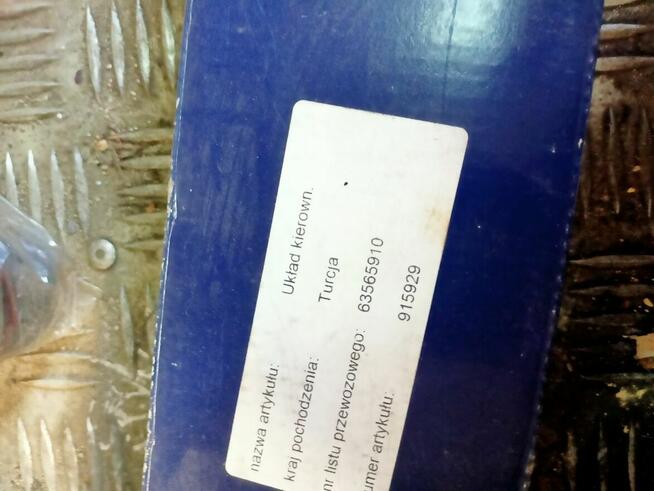 nazwa artykułu: Układ kierown.
kraj pochodzenia: Turcja
nr listu przewozowego: 63565910
umer artykułu: 915929